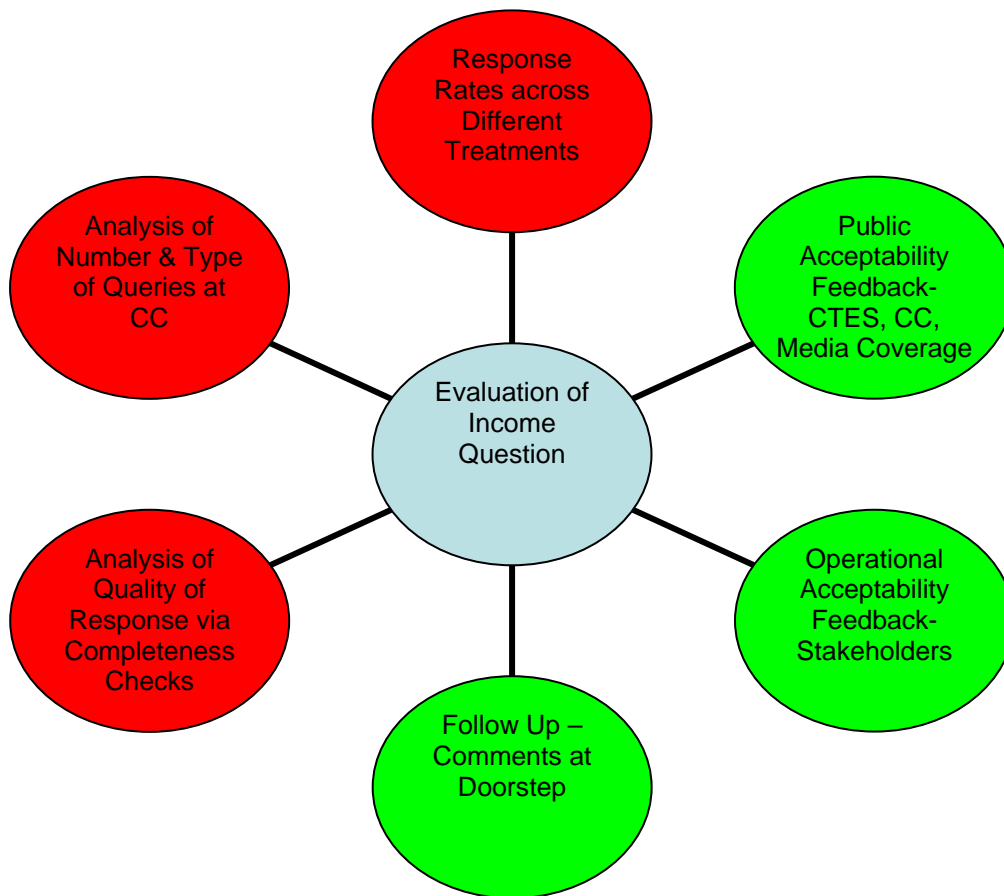 Response
Rates across
Different
Treatments
Analysis of
Number & Type
of Queries at
CC
Public
Acceptability
Feedback-
CTES, CC,
Media Coverage
Evaluation of
Income
Question
Analysis of
Quality of
Response via
Completeness
Checks
Operational
Acceptability
Feedback-
Stakeholders
Follow Up –
Comments at
Doorstep